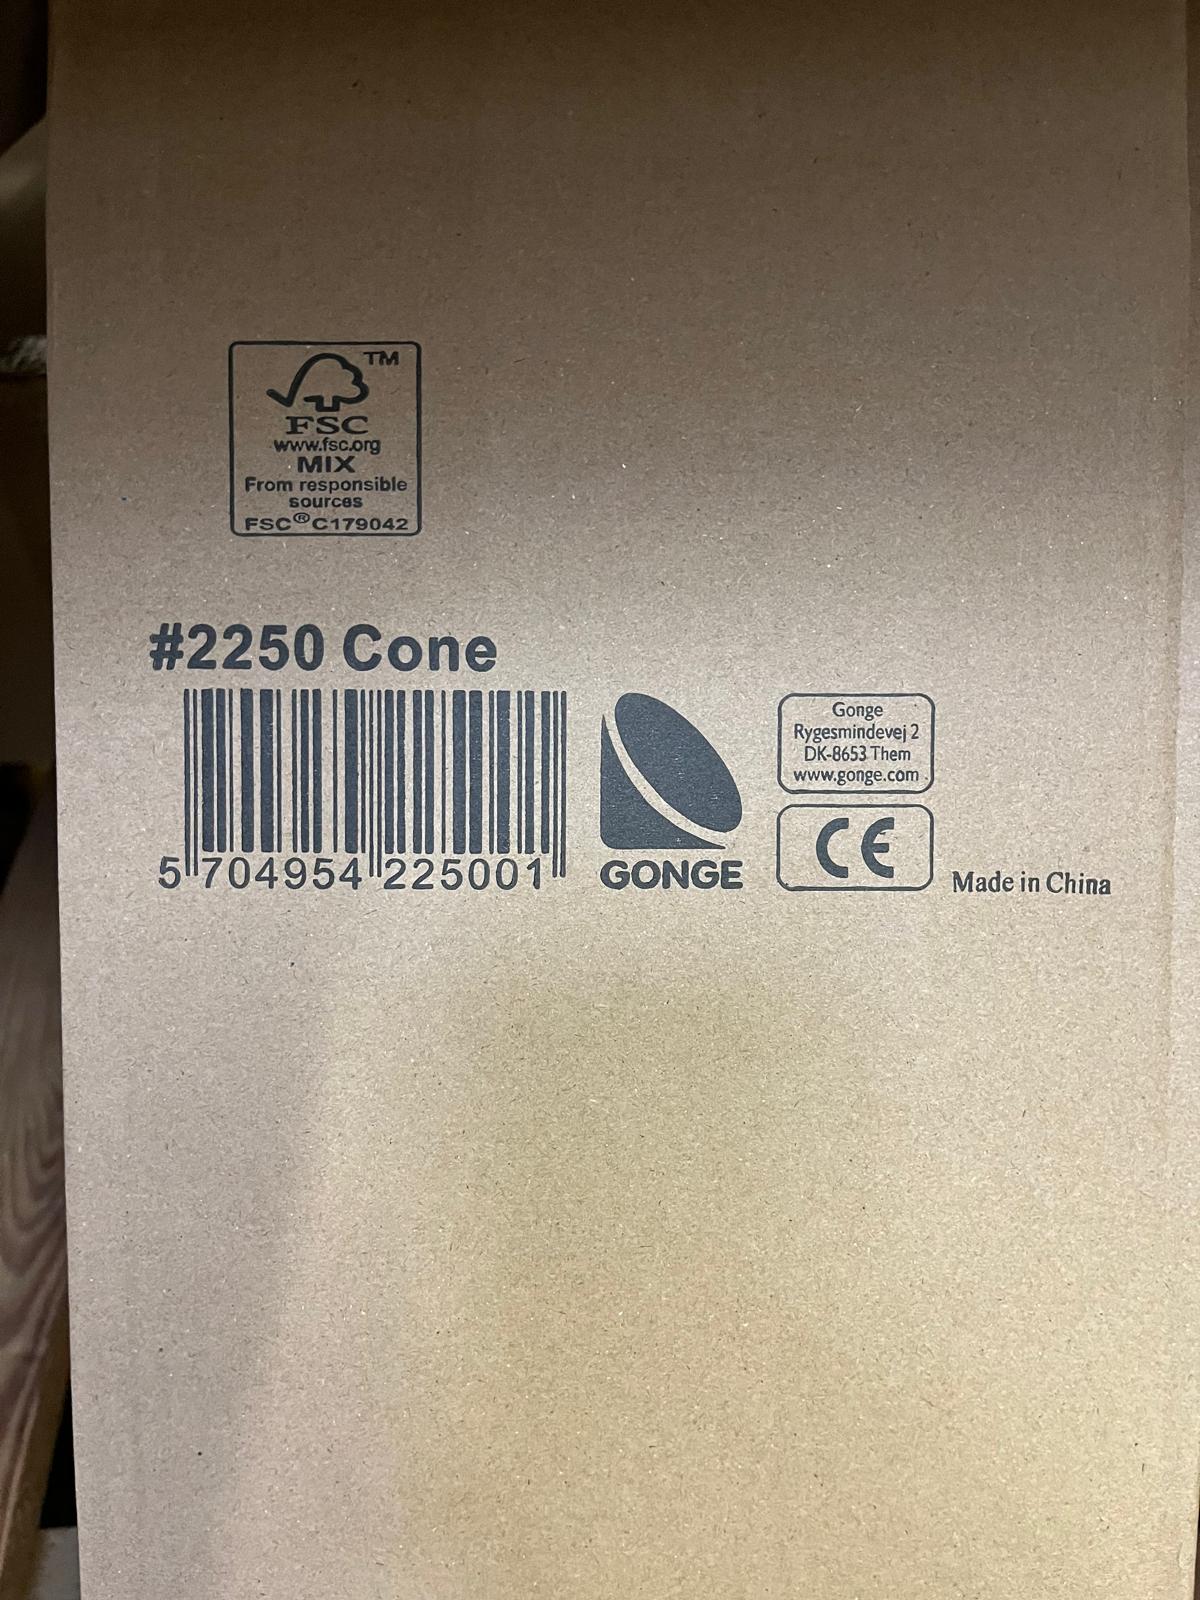 TM
FSC
www.fsc.org
MIX
From responsible
sources
FSC® C179042
#2250 Cone
5 704954 225001
GONGE
Gonge
Rygesmindevej 2
DK-8653 Them
www.gonge.com
CE
Made in China